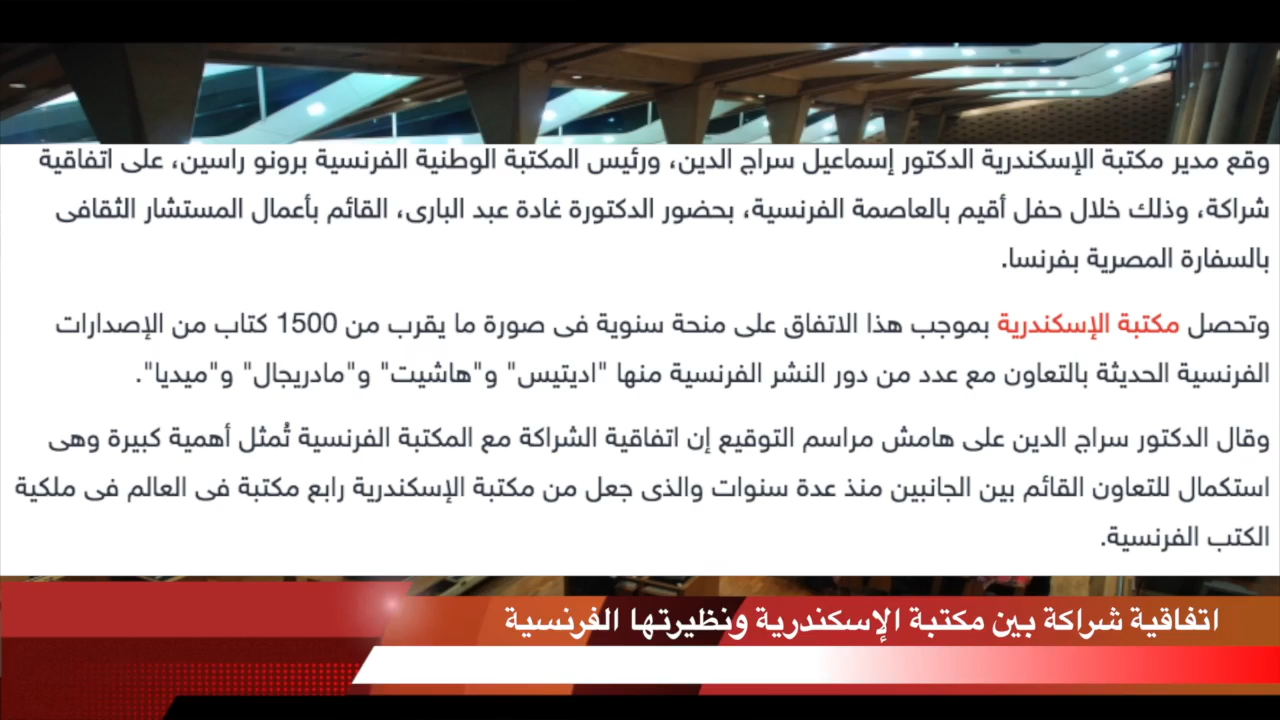 وقع مدير مكتبة الإسكندرية الدكتور إسماعيل سراج الدين، ورئيس المكتبة الوطنية الفرنسية برونو راسين، على اتفاقية
شراكة، وذلك خلال حفل أقيم بالعاصمة الفرنسية، بحضور الدكتورة غادة عبد البارى، القائم بأعمال المستشار الثقافى
بالسفارة المصرية بفرنسا.
وتحصل مكتبة الإسكندرية بموجب هذا الاتفاق على منحة سنوية فى صورة ما يقرب من 1500 كتاب من الإصدارات
الفرنسية الحديثة بالتعاون مع عدد من دور النشر الفرنسية منها "اديتيس" و"هاشيت" و"مادريجال" و"ميديا".
وقال الدكتور سراج الدين على هامش مراسم التوقيع إن اتفاقية الشراكة مع المكتبة الفرنسية تُمثل أهمية كبيرة وهى
استكمال للتعاون القائم بين الجانبين منذ عدة سنوات والذى جعل من مكتبة الإسكندرية رابع مكتبة فى العالم فى ملكية
الكتب الفرنسية.
اتفاقية شراكة بين مكتبة الإسكندرية ونظيرتها الفرنسية